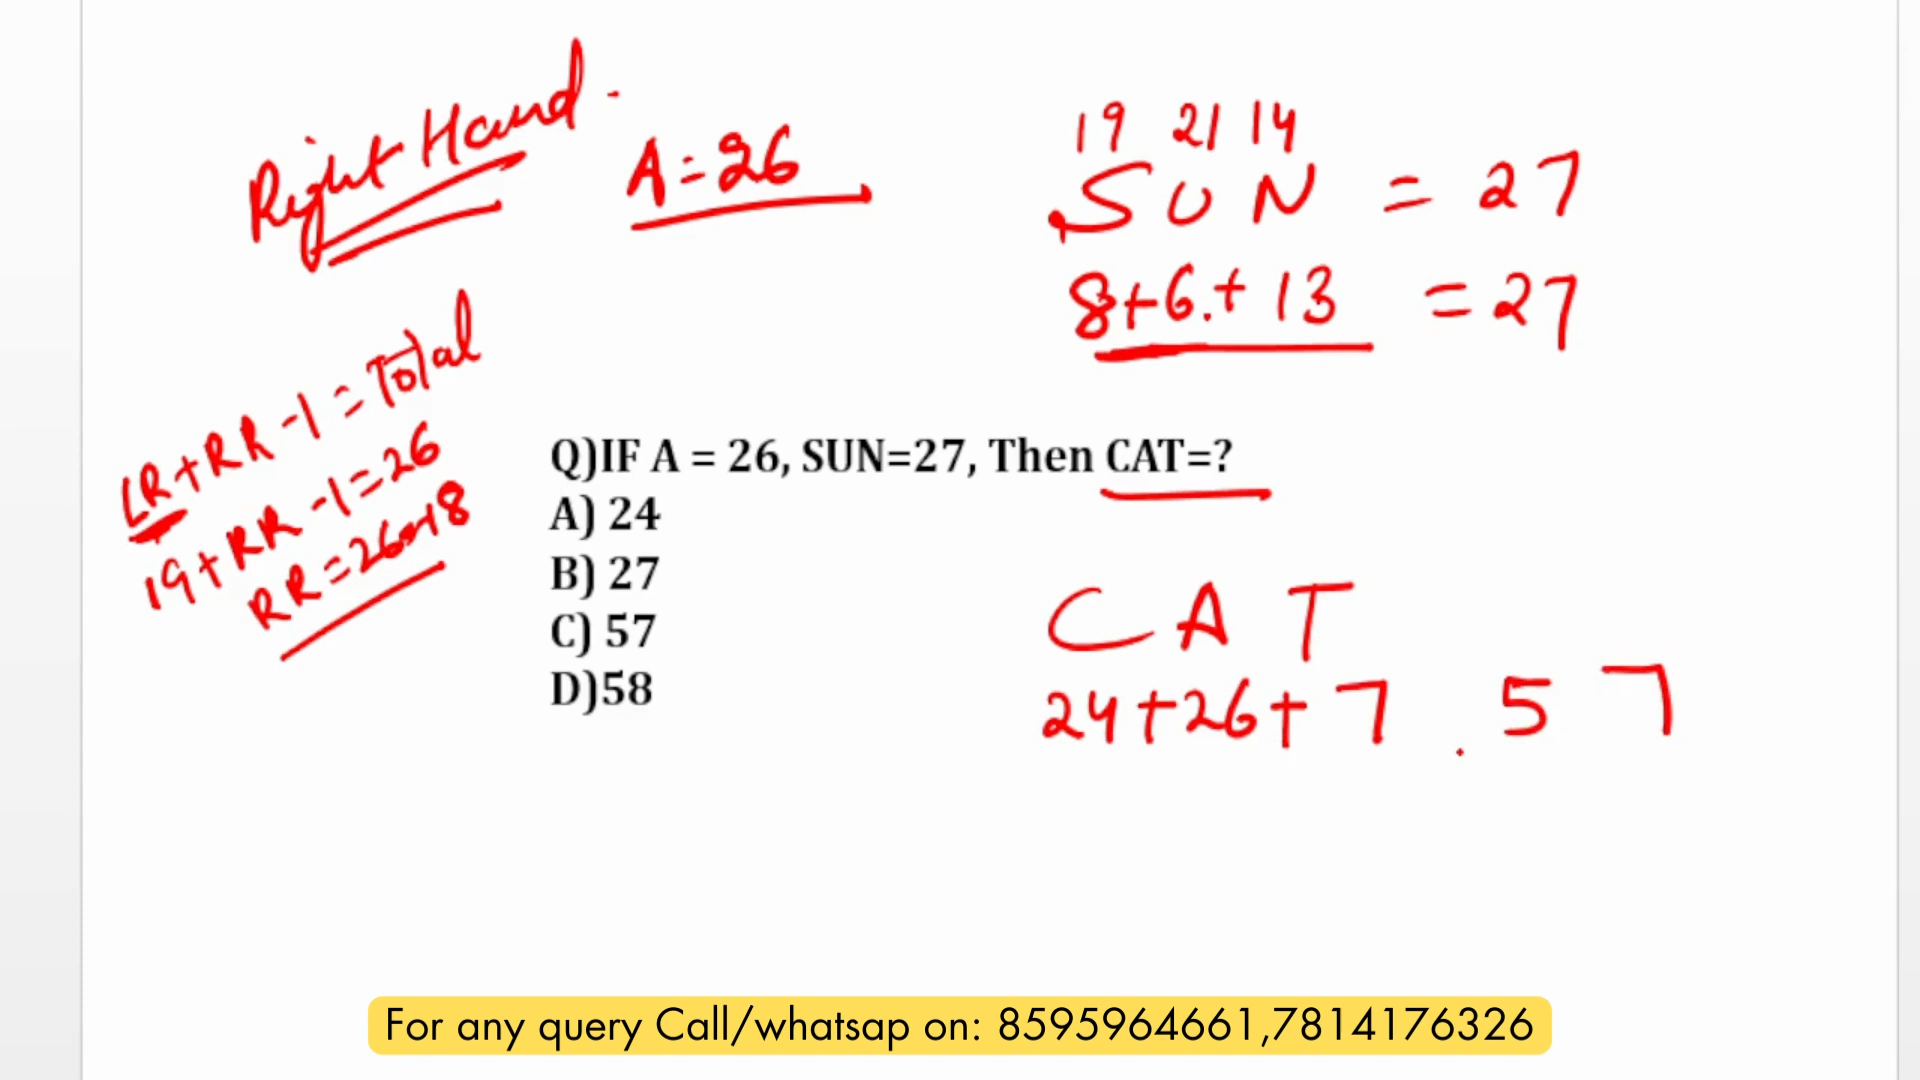 Right Hand.
A=26
19 21 14
SUN = 27
8+6.+ 13 = 27
LR+RR-1=Total
19+RR-1=26
RR=26-18
Q)IF A = 26, SUN=27, Then CAT=?
A) 24
B) 27
C) 57
D)58
CAT
24+26+7 . 57
For any query Call/whatsap on: 8595964661,7814176326